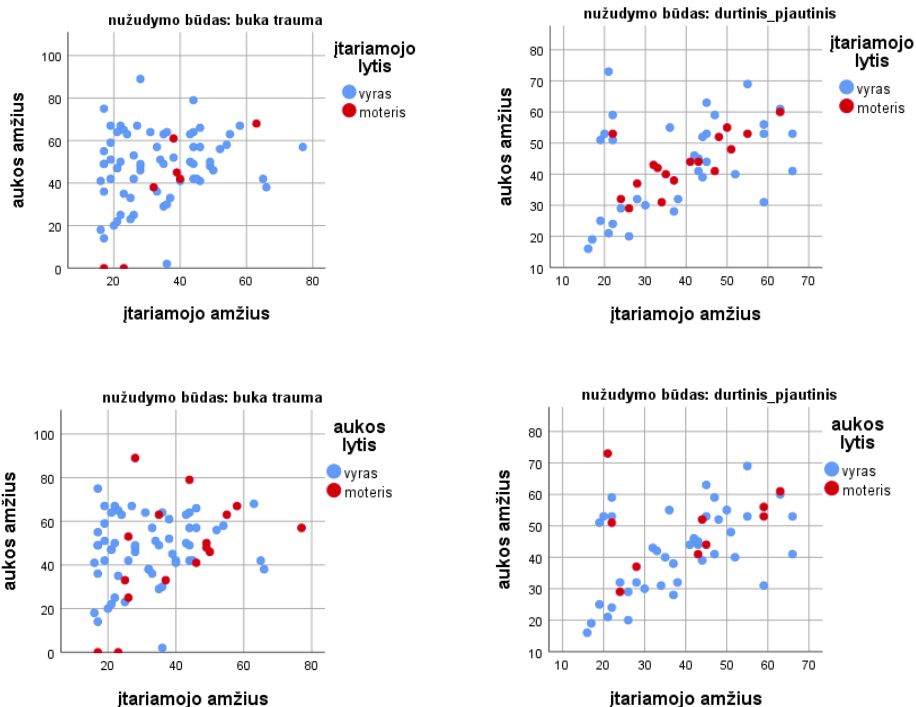 nužudymo būdas: buka trauma
įtariamojo
lytis
vyras
moteris
aukos amžius
100
80
60
40
20
0
20
40
60
80
įtariamojo amžius
nužudymo būdas: durtinis_pjautinis
įtariamojo
lytis
vyras
moteris
aukos amžius
80
70
60
50
40
30
20
10
10
20
30
40
50
60
70
įtariamojo amžius
nužudymo būdas: buka trauma
aukos
lytis
vyras
moteris
aukos amžius
100
80
60
40
20
0
20
40
60
80
įtariamojo amžius
nužudymo būdas: durtinis_pjautinis
aukos
lytis
vyras
moteris
aukos amžius
80
70
60
50
40
30
20
10
10
20
30
40
50
60
70
įtariamojo amžius